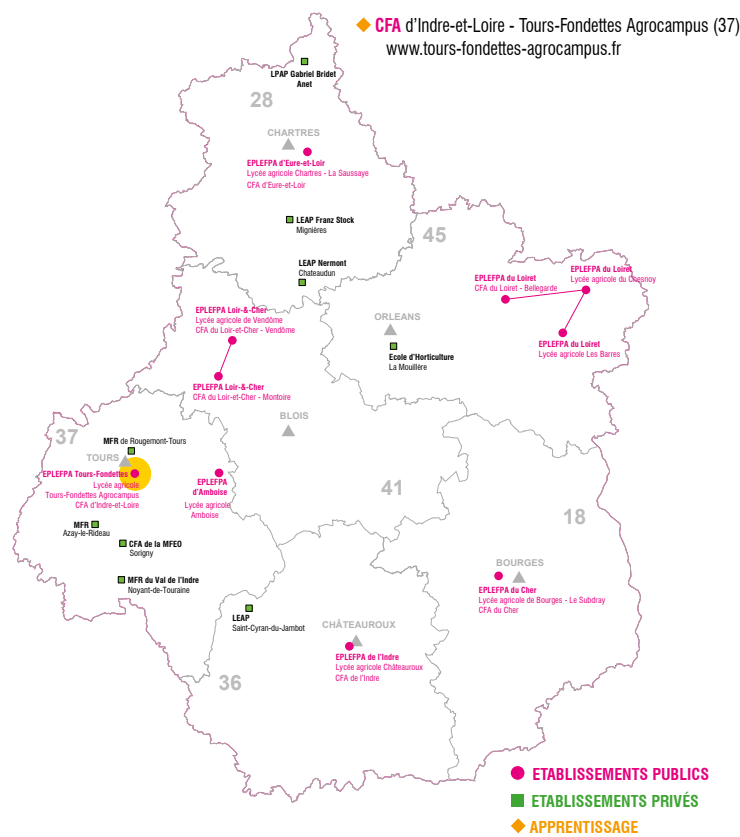 CFA d'Indre-et-Loire - Tours-Fondettes Agrocampus (37)
www.tours-fondettes-agrocampus.fr
LPAP Gabriel Bridet
Anet
28
CHARTRES
EPLEFPA d'Eure-et-Loir
Lycée agricole Chartres - La Saussaye
CFA d'Eure-et-Loir
LEAP Franz Stock
Mignières
45
LEAP Nermont
Chateaudun
EPLEFPA du Loiret
CFA du Loiret - Bellegarde
EPLEFPA du Loiret
Lycée agricole du Chesnoy
EPLEFPA Loir-&-Cher
Lycée agricole de Vendôme
CFA du Loir-et-Cher - Vendôme
ORLEANS
EPLEFPA du Loiret
Lycée agricole Les Barres
Ecole d'Horticulture
La Mouillère
EPLEFPA Loir-&-Cher
CFA du Loir-et-Cher - Montoire
BLOIS
37
MFR de Rougemont-Tours
TOURS
EPLEFPA Tours-Fondettes
Lycée agricole
Tours-Fondettes Agrocampus
CFA d'Indre-et-Loire
EPLEFPA
d'Amboise
Lycée agricole
Amboise
41
18
MFR
Azay-le-Rideau
CFA de la MFEO
Sorigny
BOURGES
MFR du Val de l'Indre
Noyant-de-Touraine
EPLEFPA du Cher
Lycée agricole de Bourges - Le Subdray
CFA du Cher
LEAP
Saint-Cyran-du-Jambot
CHÂTEAUROUX
EPLEFPA de l'Indre
Lycée agricole Châteauroux
CFA de l'Indre
36
ETABLISSEMENTS PUBLICS
ETABLISSEMENTS PRIVÉS
APPRENTISSAGE